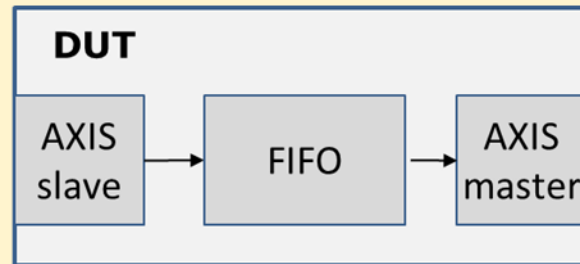 DUT
AXIS
slave
FIFO
AXIS
master